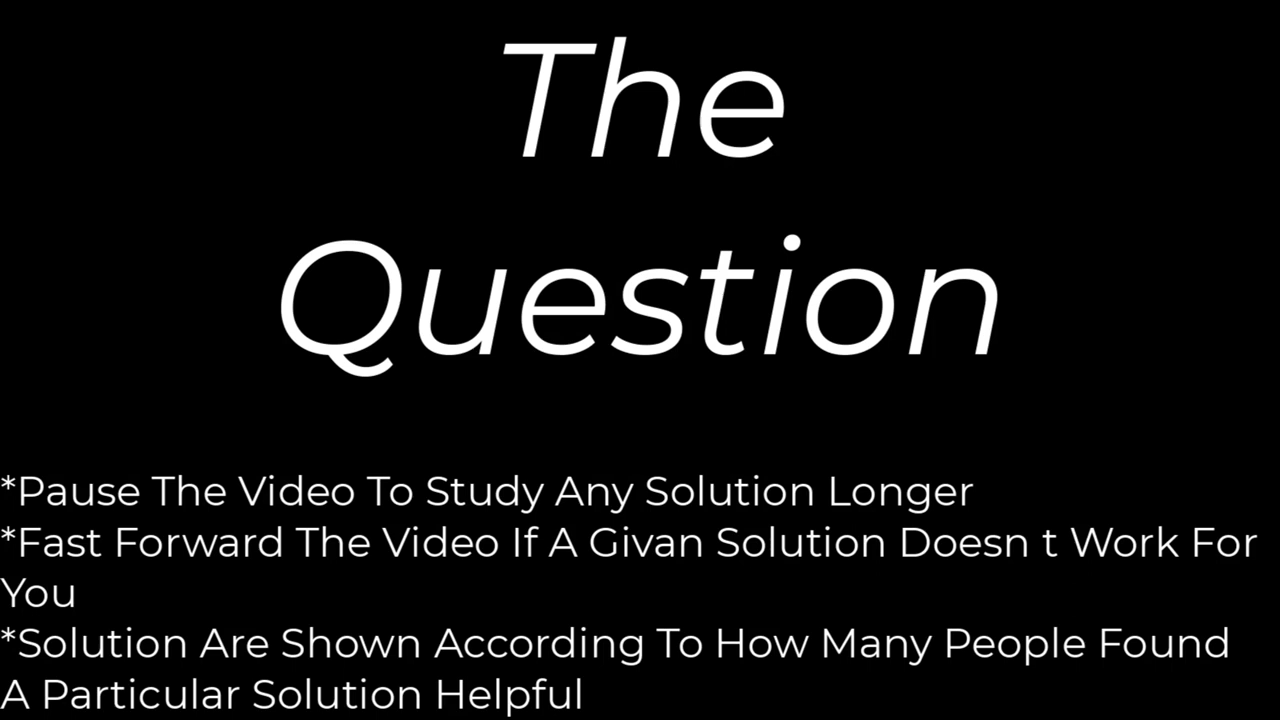 The
Question
*Pause The Video To Study Any Solution Longer
*Fast Forward The Video If A Givan Solution Doesn t Work For
You
*Solution Are Shown According To How Many People Found
A Particular Solution Helpful